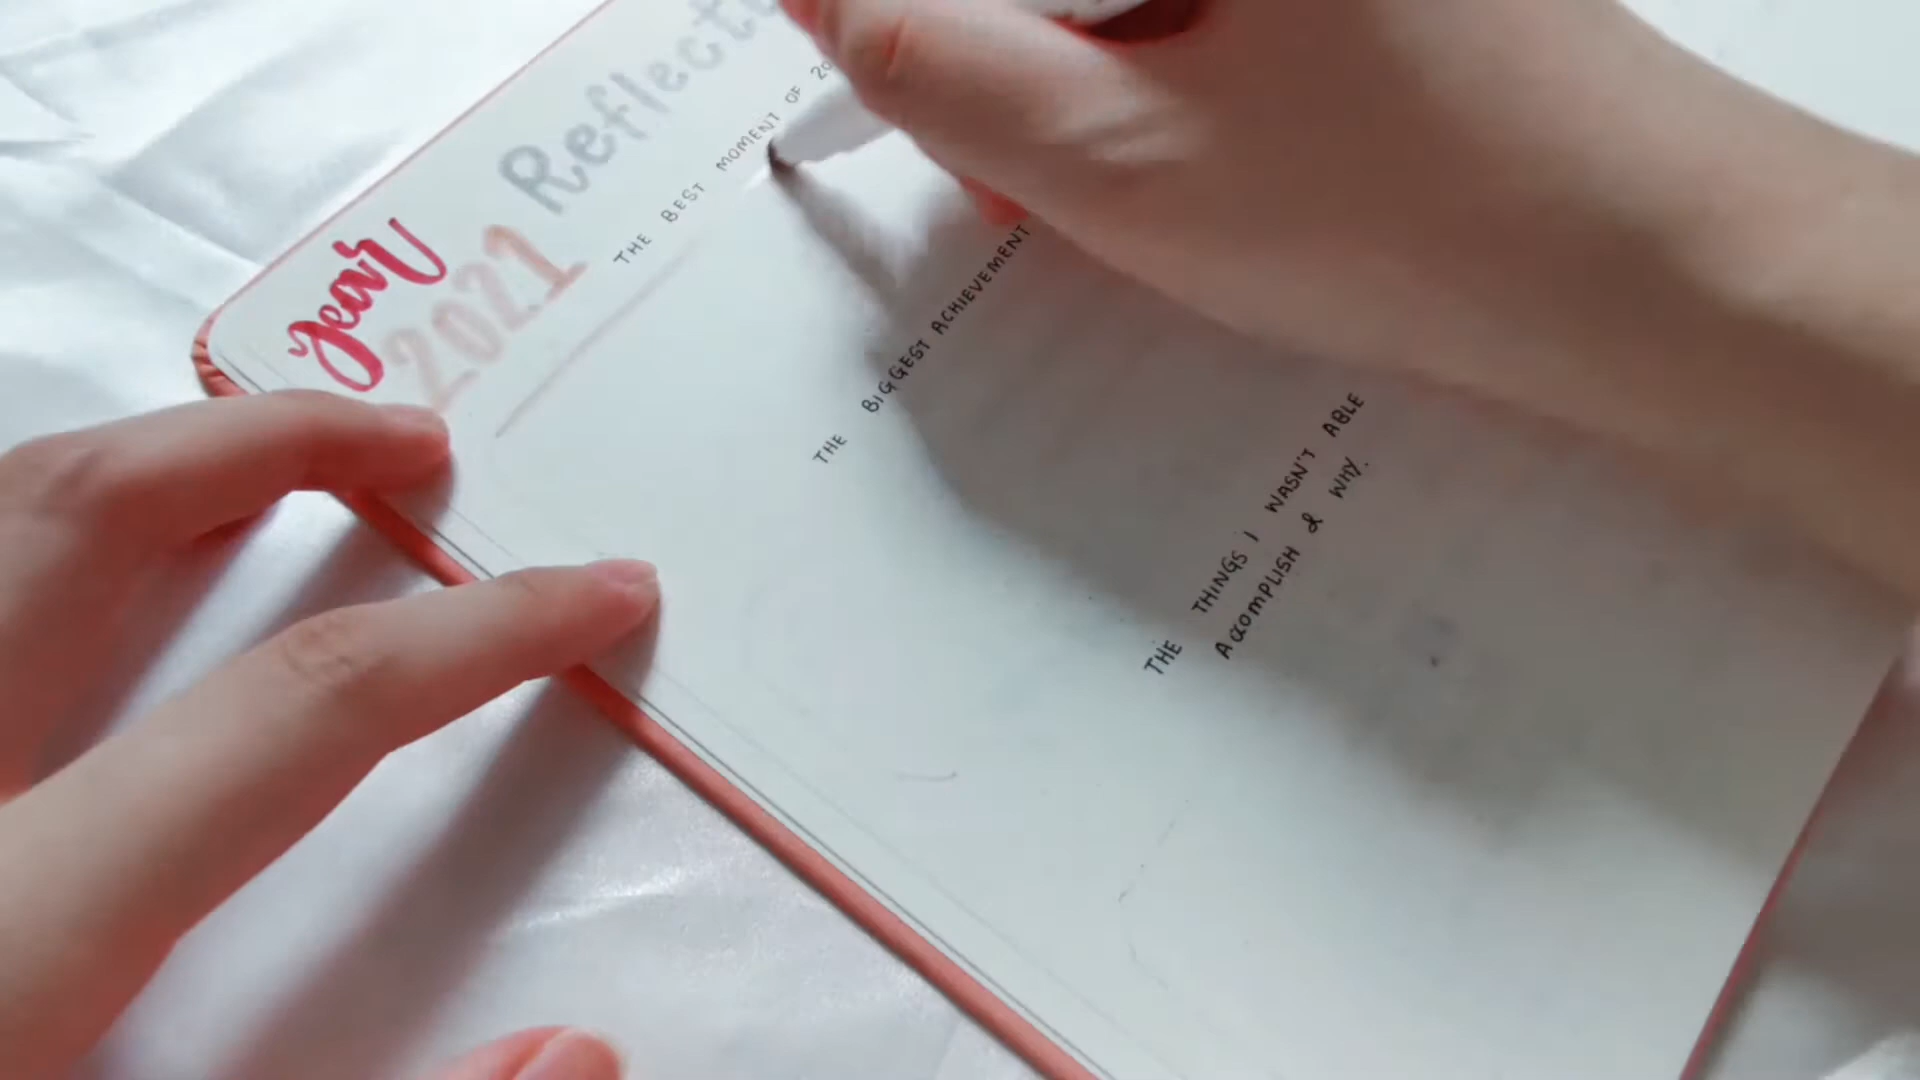 year
2021 Reflect
THE BEST MOMENT OF 20
THE BIGGEST ACHIEVEMENT
THE THINGS I WASN'T ABLE
ACCOMPLISH & WHY.